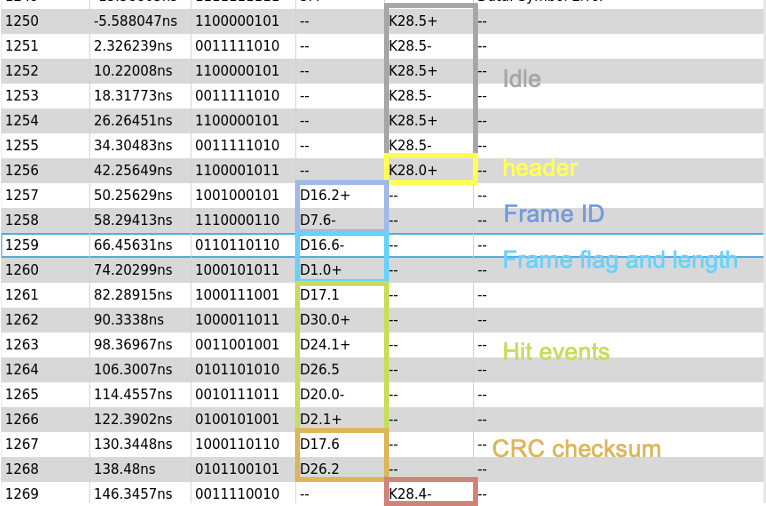 1250 -5.588047ns 1100000101 -- K28.5+ --
1251 2.326239ns 0011111010 -- K28.5- --
1252 10.22008ns 1100000101 -- K28.5+ -- Idle
1253 18.31773ns 0011111010 -- K28.5- --
1254 26.26451ns 1100000101 -- K28.5+ --
1255 34.30483ns 0011111010 -- K28.5- --
1256 42.25649ns 1100001011 -- K28.0+ -- header
1257 50.25629ns 1001000101 D16.2+ -- --
1258 58.29413ns 1110000110 D7.6- -- -- Frame ID
1259 66.45631ns 0110110110 D16.6- -- --
1260 74.20299ns 1000101011 D1.0+ -- -- Frame flag and length
1261 82.28915ns 1000111001 D17.1 -- --
1262 90.3338ns 1000011011 D30.0+ -- --
1263 98.36967ns 0011001001 D24.1+ -- -- Hit events
1264 106.3007ns 0101101010 D26.5 -- --
1265 114.4557ns 0010111011 D20.0- -- --
1266 122.3902ns 0100101001 D2.1+ -- --
1267 130.3448ns 1000110110 D17.6 -- -- CRC checksum
1268 138.48ns 0101100101 D26.2 -- --
1269 146.3457ns 0011110010 -- K28.4- --